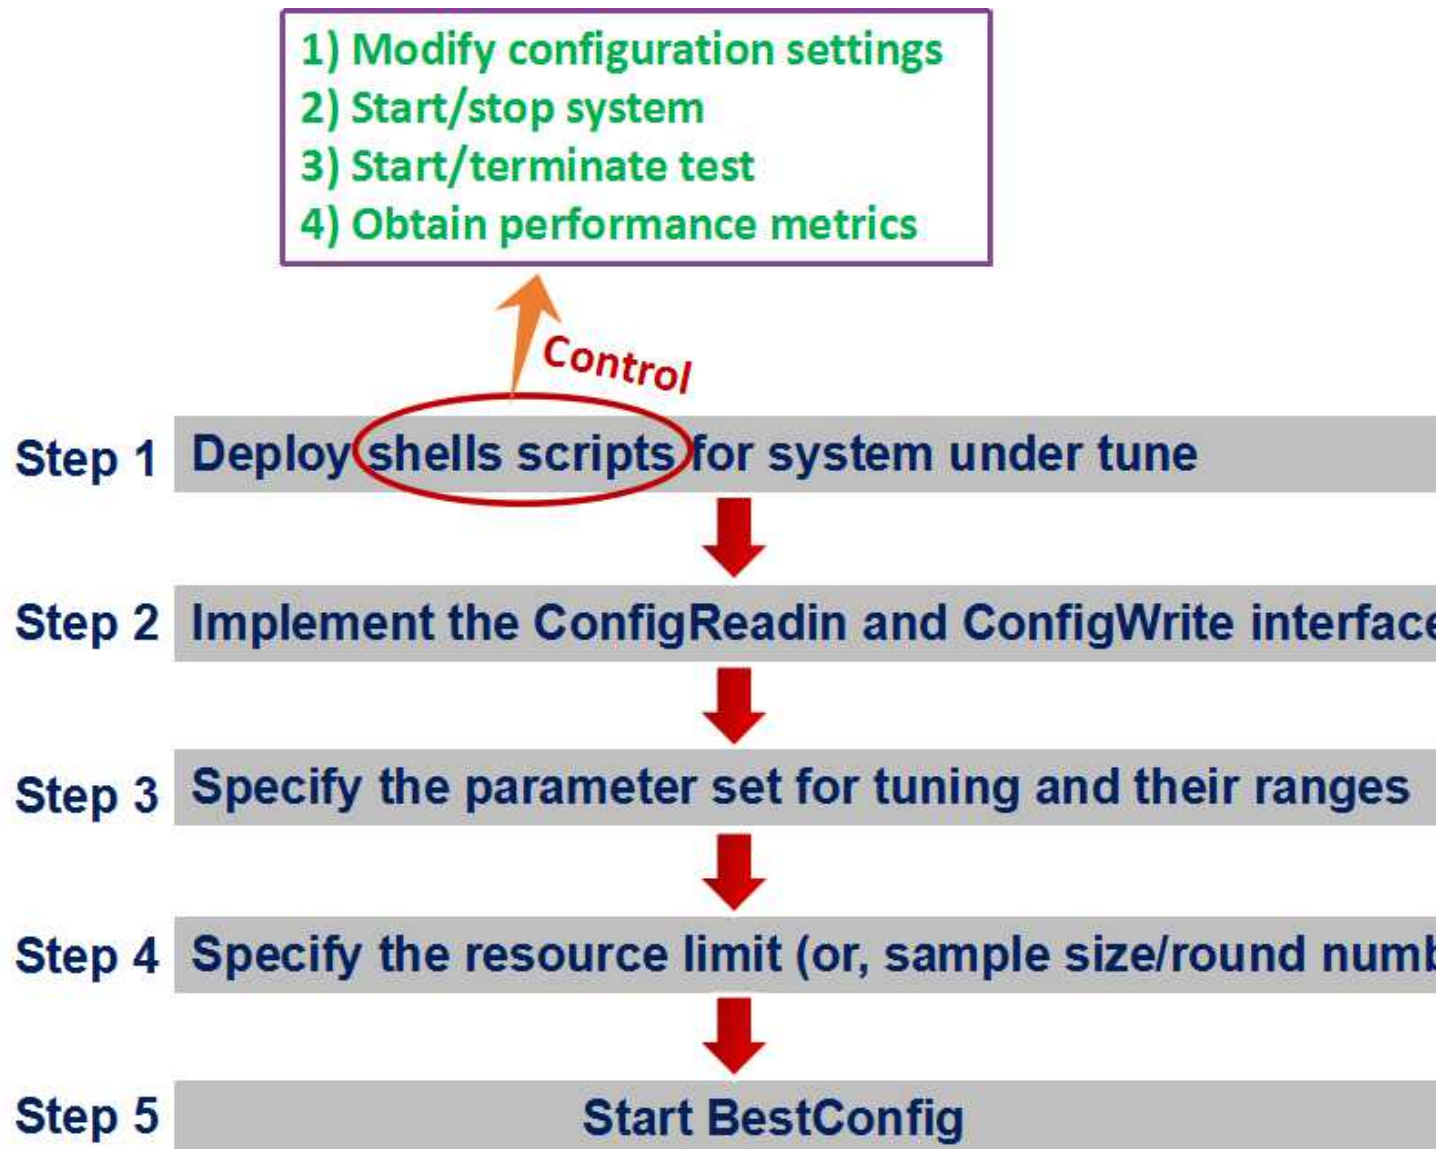 1) Modify configuration settings
2) Start/stop system
3) Start/terminate test
4) Obtain performance metrics
Control
Step 1 Deploy shells scripts for system under tune
Step 2 Implement the ConfigReadin and ConfigWrite interface
Step 3 Specify the parameter set for tuning and their ranges
Step 4 Specify the resource limit (or, sample size/round
Step 5 Start BestConfig